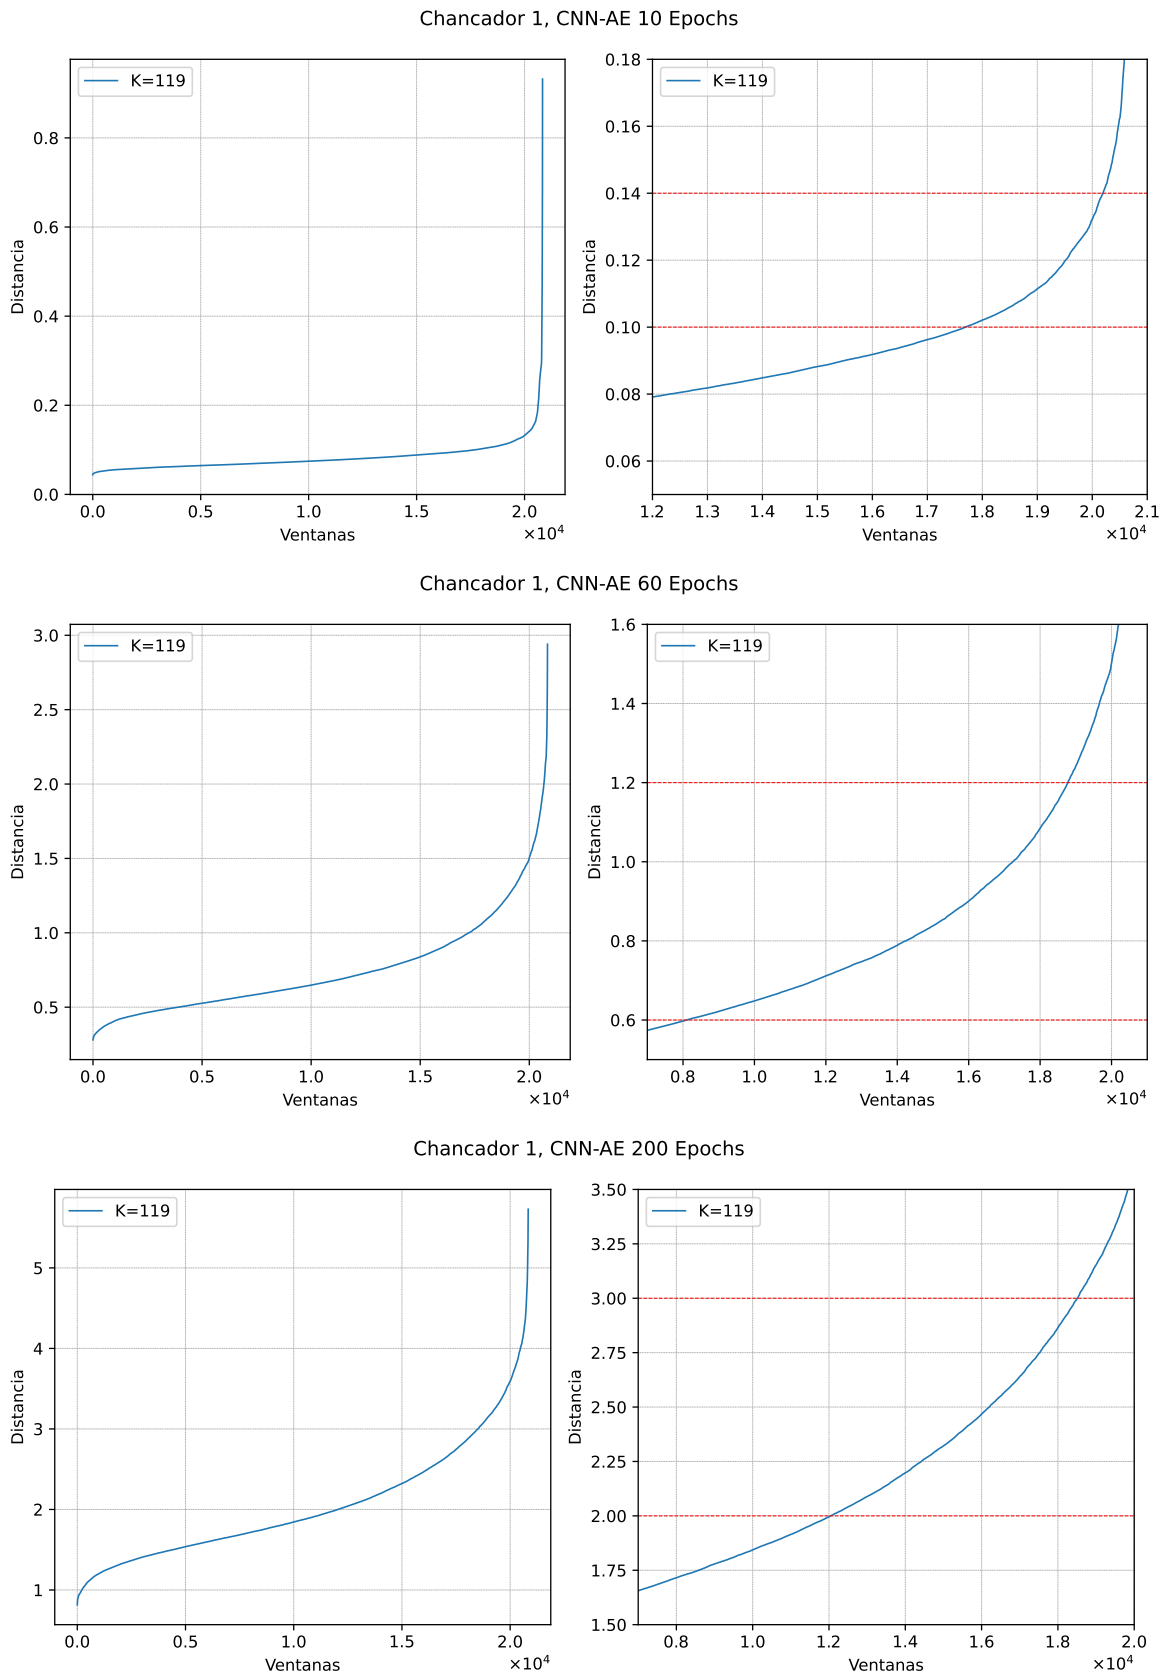 Chancador 1, CNN-AE 10 Epochs
K=119
0.8
0.6
0.4
0.2
0.0
Distancia
0.0 0.5 1.0 1.5 2.0
Ventanas
×10⁴
K=119
0.18
0.16
0.14
0.12
0.10
0.08
0.06
Distancia
1.2 1.3 1.4 1.5 1.6 1.7 1.8 1.9 2.0 2.1
Ventanas
×10⁴
Chancador 1, CNN-AE 60 Epochs
K=119
3.0
2.5
2.0
1.5
1.0
0.5
Distancia
0.0 0.5 1.0 1.5 2.0
Ventanas
×10⁴
K=119
1.6
1.4
1.2
1.0
0.8
0.6
Distancia
0.8 1.0 1.2 1.4 1.6 1.8 2.0
Ventanas
×10⁴
Chancador 1, CNN-AE 200 Epochs
K=119
5
4
3
2
1
Distancia
0.0 0.5 1.0 1.5 2.0
Ventanas
×10⁴
K=119
3.50
3.25
3.00
2.75
2.50
2.25
2.00
1.75
1.50
Distancia
0.8 1.0 1.2 1.4 1.6 1.8 2.0
Ventanas
×10⁴